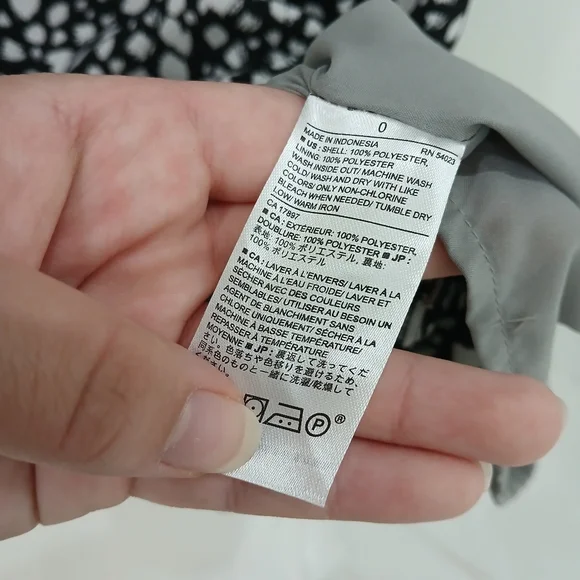 0
MADE IN INDONESIA RN 54023
■ US : SHELL: 100% POLYESTER,
LINING: 100% POLYESTER
WASH INSIDE OUT/ MACHINE WASH
COLD/ WASH AND DRY WITH LIKE
COLORS/ ONLY NON-CHLORINE
BLEACH WHEN NEEDED/ TUMBLE DRY
LOW/ WARM IRON
CA 17897
■ CA : EXTÉRIEUR: 100% POLYESTER,
DOUBLURE: 100% POLYESTER ■ JP :
表地: 100% ポリエステル, 裏地:
100% ポリエステル
■ CA : LAVER À L'ENVERS/ LAVER À LA
MACHINE À L'EAU FROIDE/ LAVER ET
SÉCHER AVEC DES COULEURS
SEMBLABLES/ UTILISER AU BESOIN UN
AGENT DE BLANCHIMENT SANS
CHLORE UNIQUEMENT/ SÉCHER À LA
MACHINE À BASSE TEMPÉRATURE/
REPASSER À TEMPÉRATURE
MOYENNE ■ JP : 裏返して洗ってくだ
さい。色落ちや色移りを避けるため、
同系色のものと一緒に洗濯/乾燥して
ください。
P ®